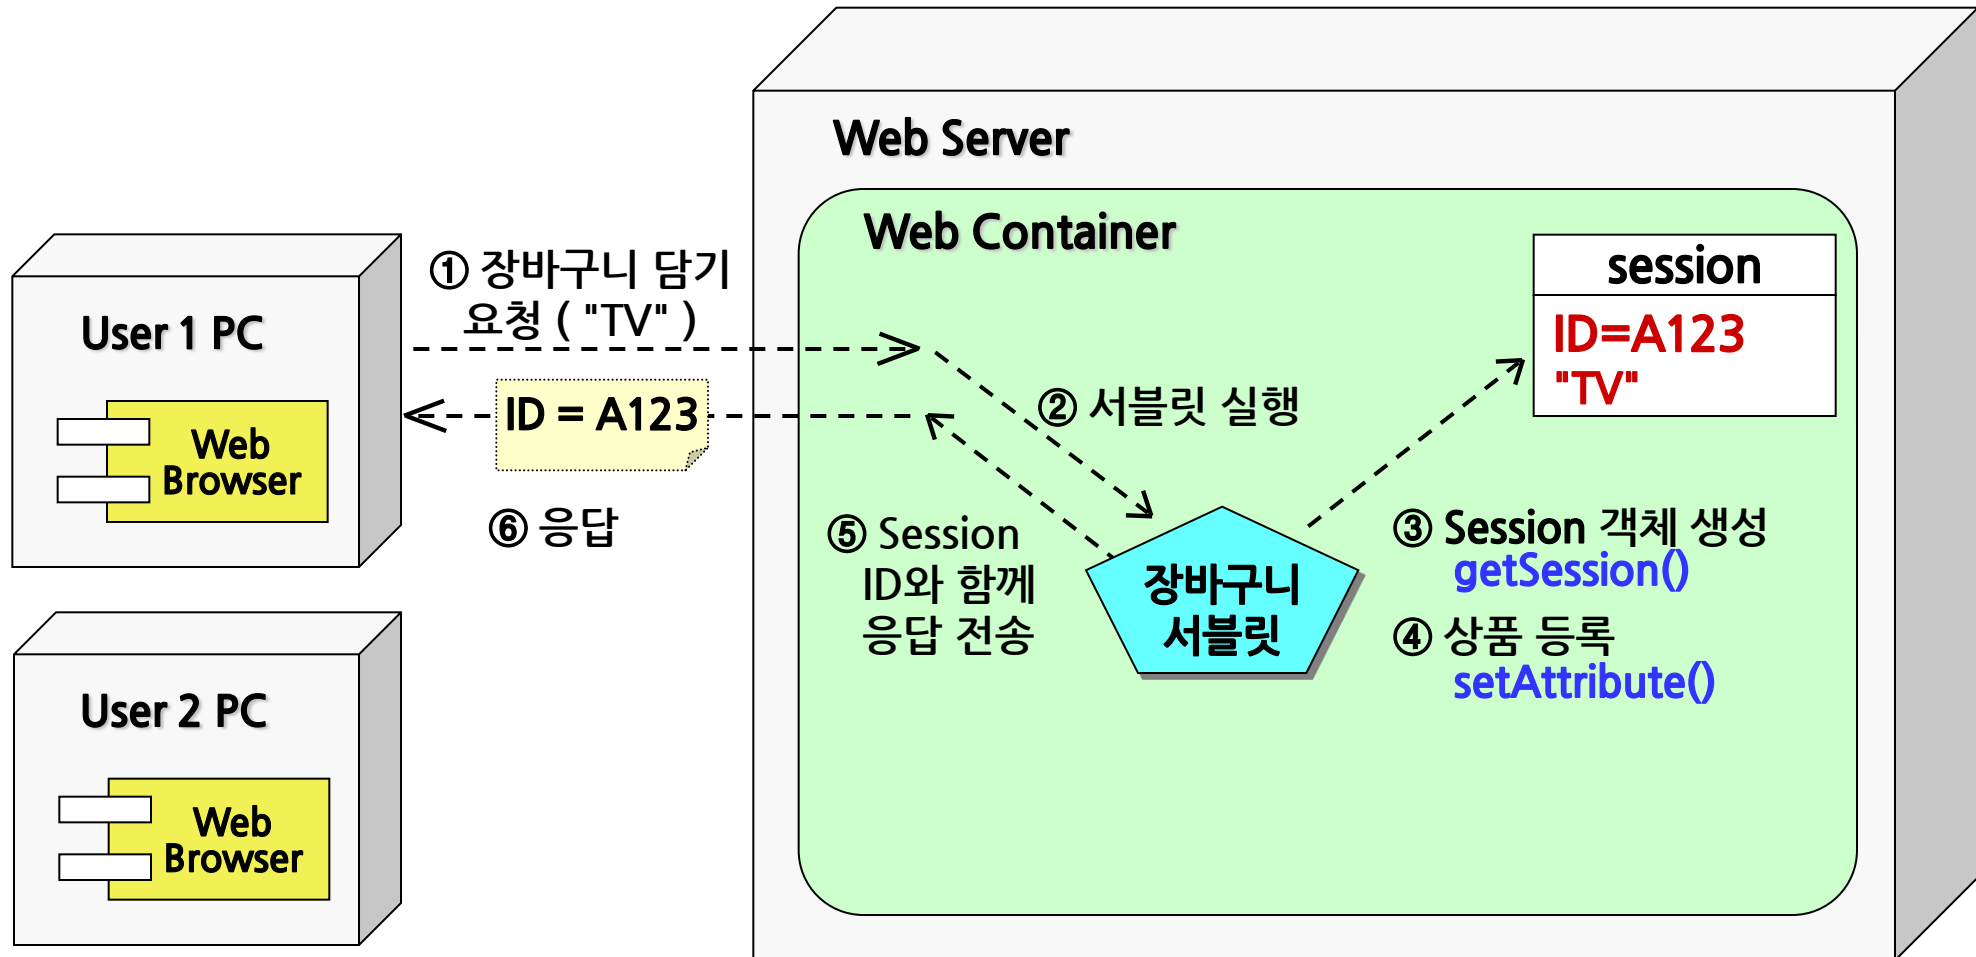 Web Server
Web Container
session
ID=A123
"TV"
① 장바구니 담기
요청 ( "TV" )
User 1 PC
Web
Browser
ID = A123
② 서블릿 실행
⑥ 응답
⑤ Session
ID와 함께
응답 전송
장바구니
서블릿
③ Session 객체 생성
getSession()
④ 상품 등록
setAttribute()
User 2 PC
Web
Browser